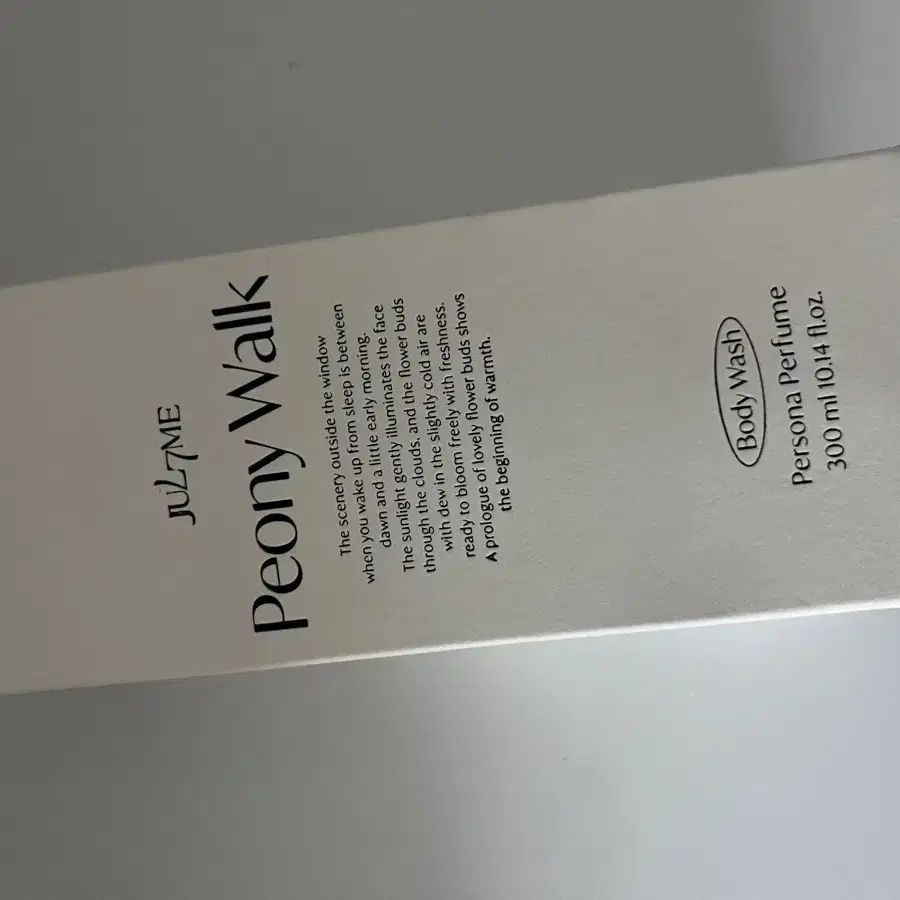 JUL7ME
Peony Walk
The scenery outside the window
when you wake up from sleep is between
dawn and a little early morning.
The sunlight gently illuminates the face
through the clouds, and the flower buds
with dew in the slightly cold air are
ready to bloom freely with freshness.
A prologue of lovely flower buds shows
the beginning of warmth.
Body Wash
Persona Perfume
300 ml 10.14 fl.oz.